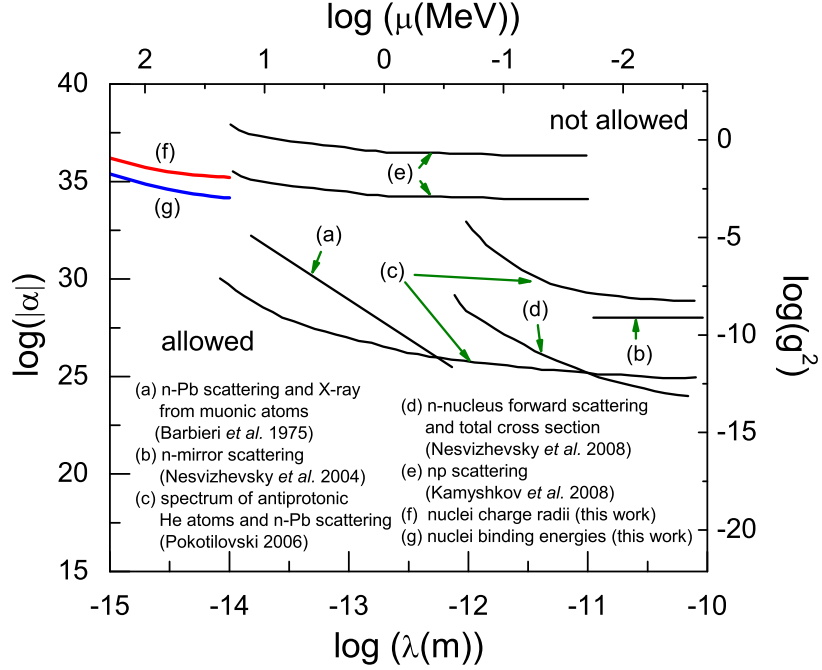 log (μ(MeV))
2 1 0 -1 -2
40
35
30
25
20
15
log(|α|)
not allowed
0
-5
-10
-15
-20
log(g²)
(f)
(g)
(e)
(a)
(c)
(d)
(b)
allowed
(a) n-Pb scattering and X-ray
from muonic atoms
(Barbieri et al. 1975)
(b) n-mirror scattering
(Nesvizhevsky et al. 2004)
(c) spectrum of antiprotonic
He atoms and n-Pb scattering
(Pokotilovski 2006)
(d) n-nucleus forward scattering
and total cross section
(Nesvizhevsky et al. 2008)
(e) np scattering
(Kamyshkov et al. 2008)
(f) nuclei charge radii (this work)
(g) nuclei binding energies (this work)
-15 -14 -13 -12 -11 -10
log (λ(m))